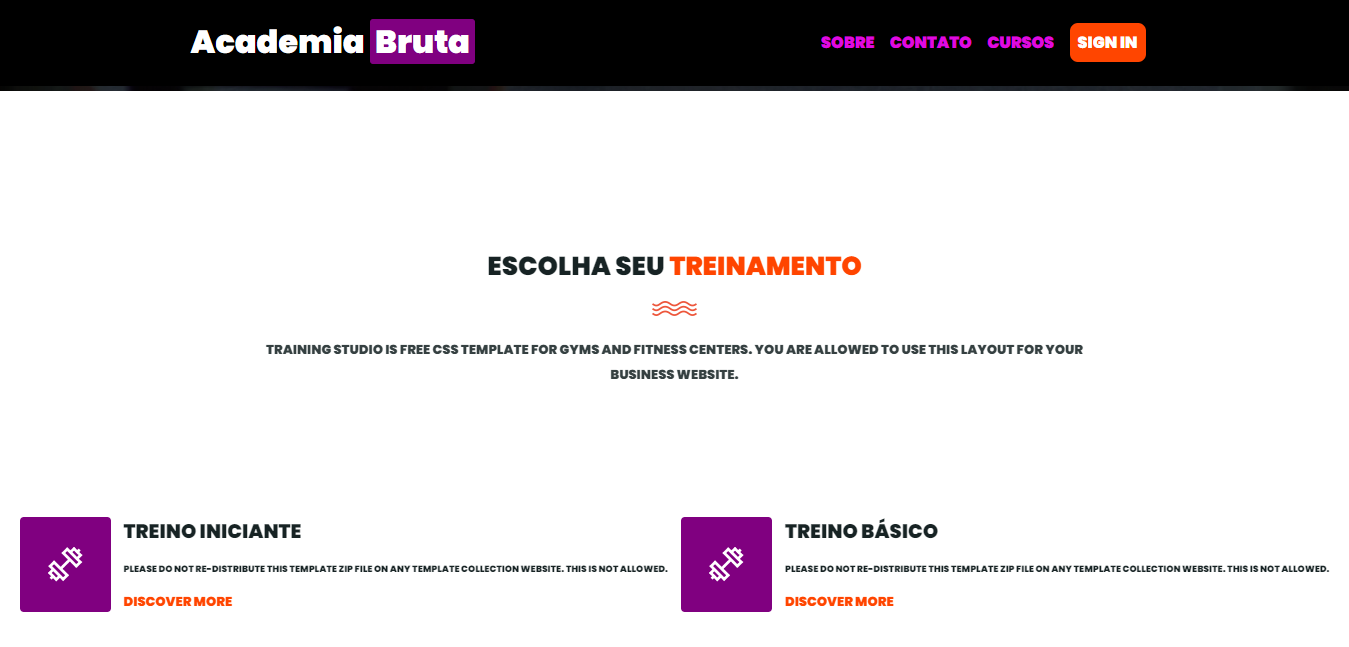 Academia Bruta
SOBRE CONTATO CURSOS SIGN IN
ESCOLHA SEU TREINAMENTO
TRAINING STUDIO IS FREE CSS TEMPLATE FOR GYMS AND FITNESS CENTERS. YOU ARE ALLOWED TO USE THIS LAYOUT FOR YOUR
BUSINESS WEBSITE.
TREINO INICIANTE
PLEASE DO NOT RE-DISTRIBUTE THIS TEMPLATE ZIP FILE ON ANY TEMPLATE COLLECTION WEBSITE. THIS IS NOT ALLOWED.
DISCOVER MORE
TREINO BÁSICO
PLEASE DO NOT RE-DISTRIBUTE THIS TEMPLATE ZIP FILE ON ANY TEMPLATE COLLECTION WEBSITE. THIS IS NOT ALLOWED.
DISCOVER MORE